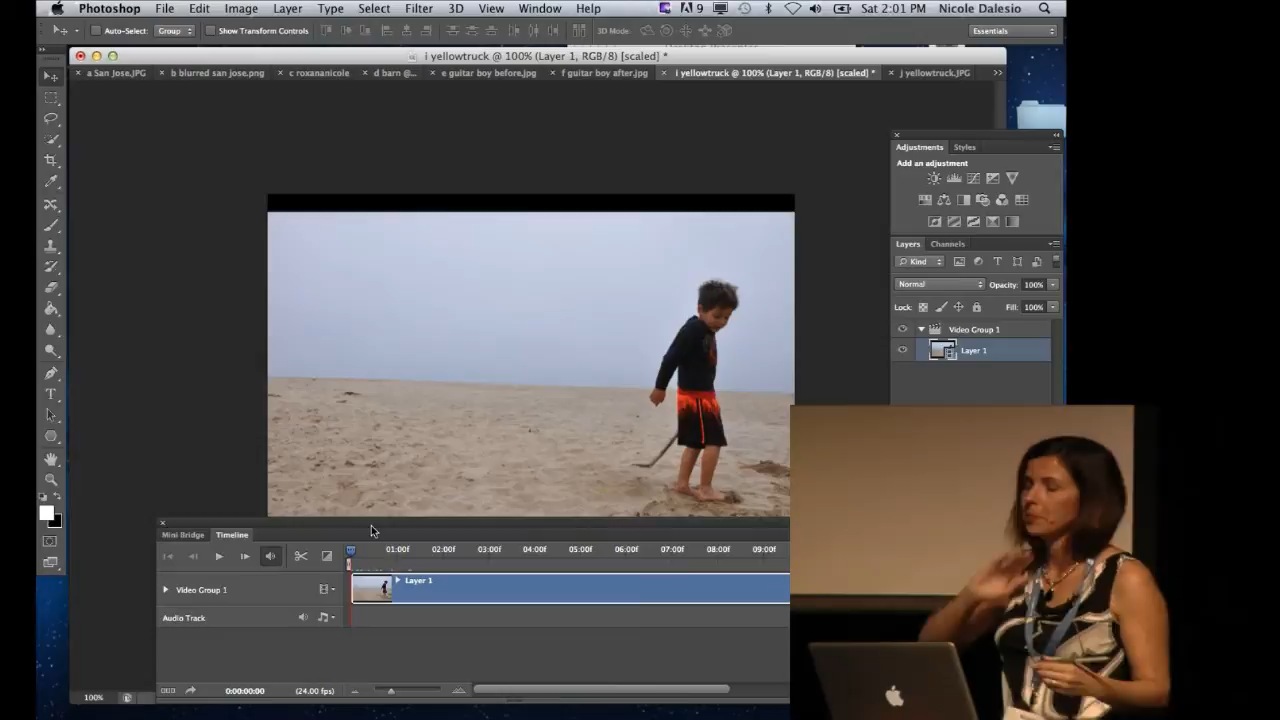 Photoshop File Edit Image Layer Type Select Filter 3D View Window Help 9 Sat 2:01 PM Nicole Dalesio
Auto-Select: Group Show Transform Controls 3D Mode: Essentials
i yellowtruck @ 100% (Layer 1, RGB/8) [scaled] *
a San Jose.JPG b blurred san jose.png c roxananicole d barn @... e guitar boy before.jpg f guitar boy after.jpg i yellowtruck @ 100% (Layer 1, RGB/8) [scaled] * j yellowtruck.JPG
Adjustments Styles
Add an adjustment
Layers Channels
Kind
Normal Opacity: 100%
Lock: Fill: 100%
Video Group 1
Layer 1
Mini Bridge Timeline
01:00f 02:00f 03:00f 04:00f 05:00f 06:00f 07:00f 08:00f 09:00f
Video Group 1 Layer 1
Audio Track
100% 0:00:00:00 (24.00 fps)